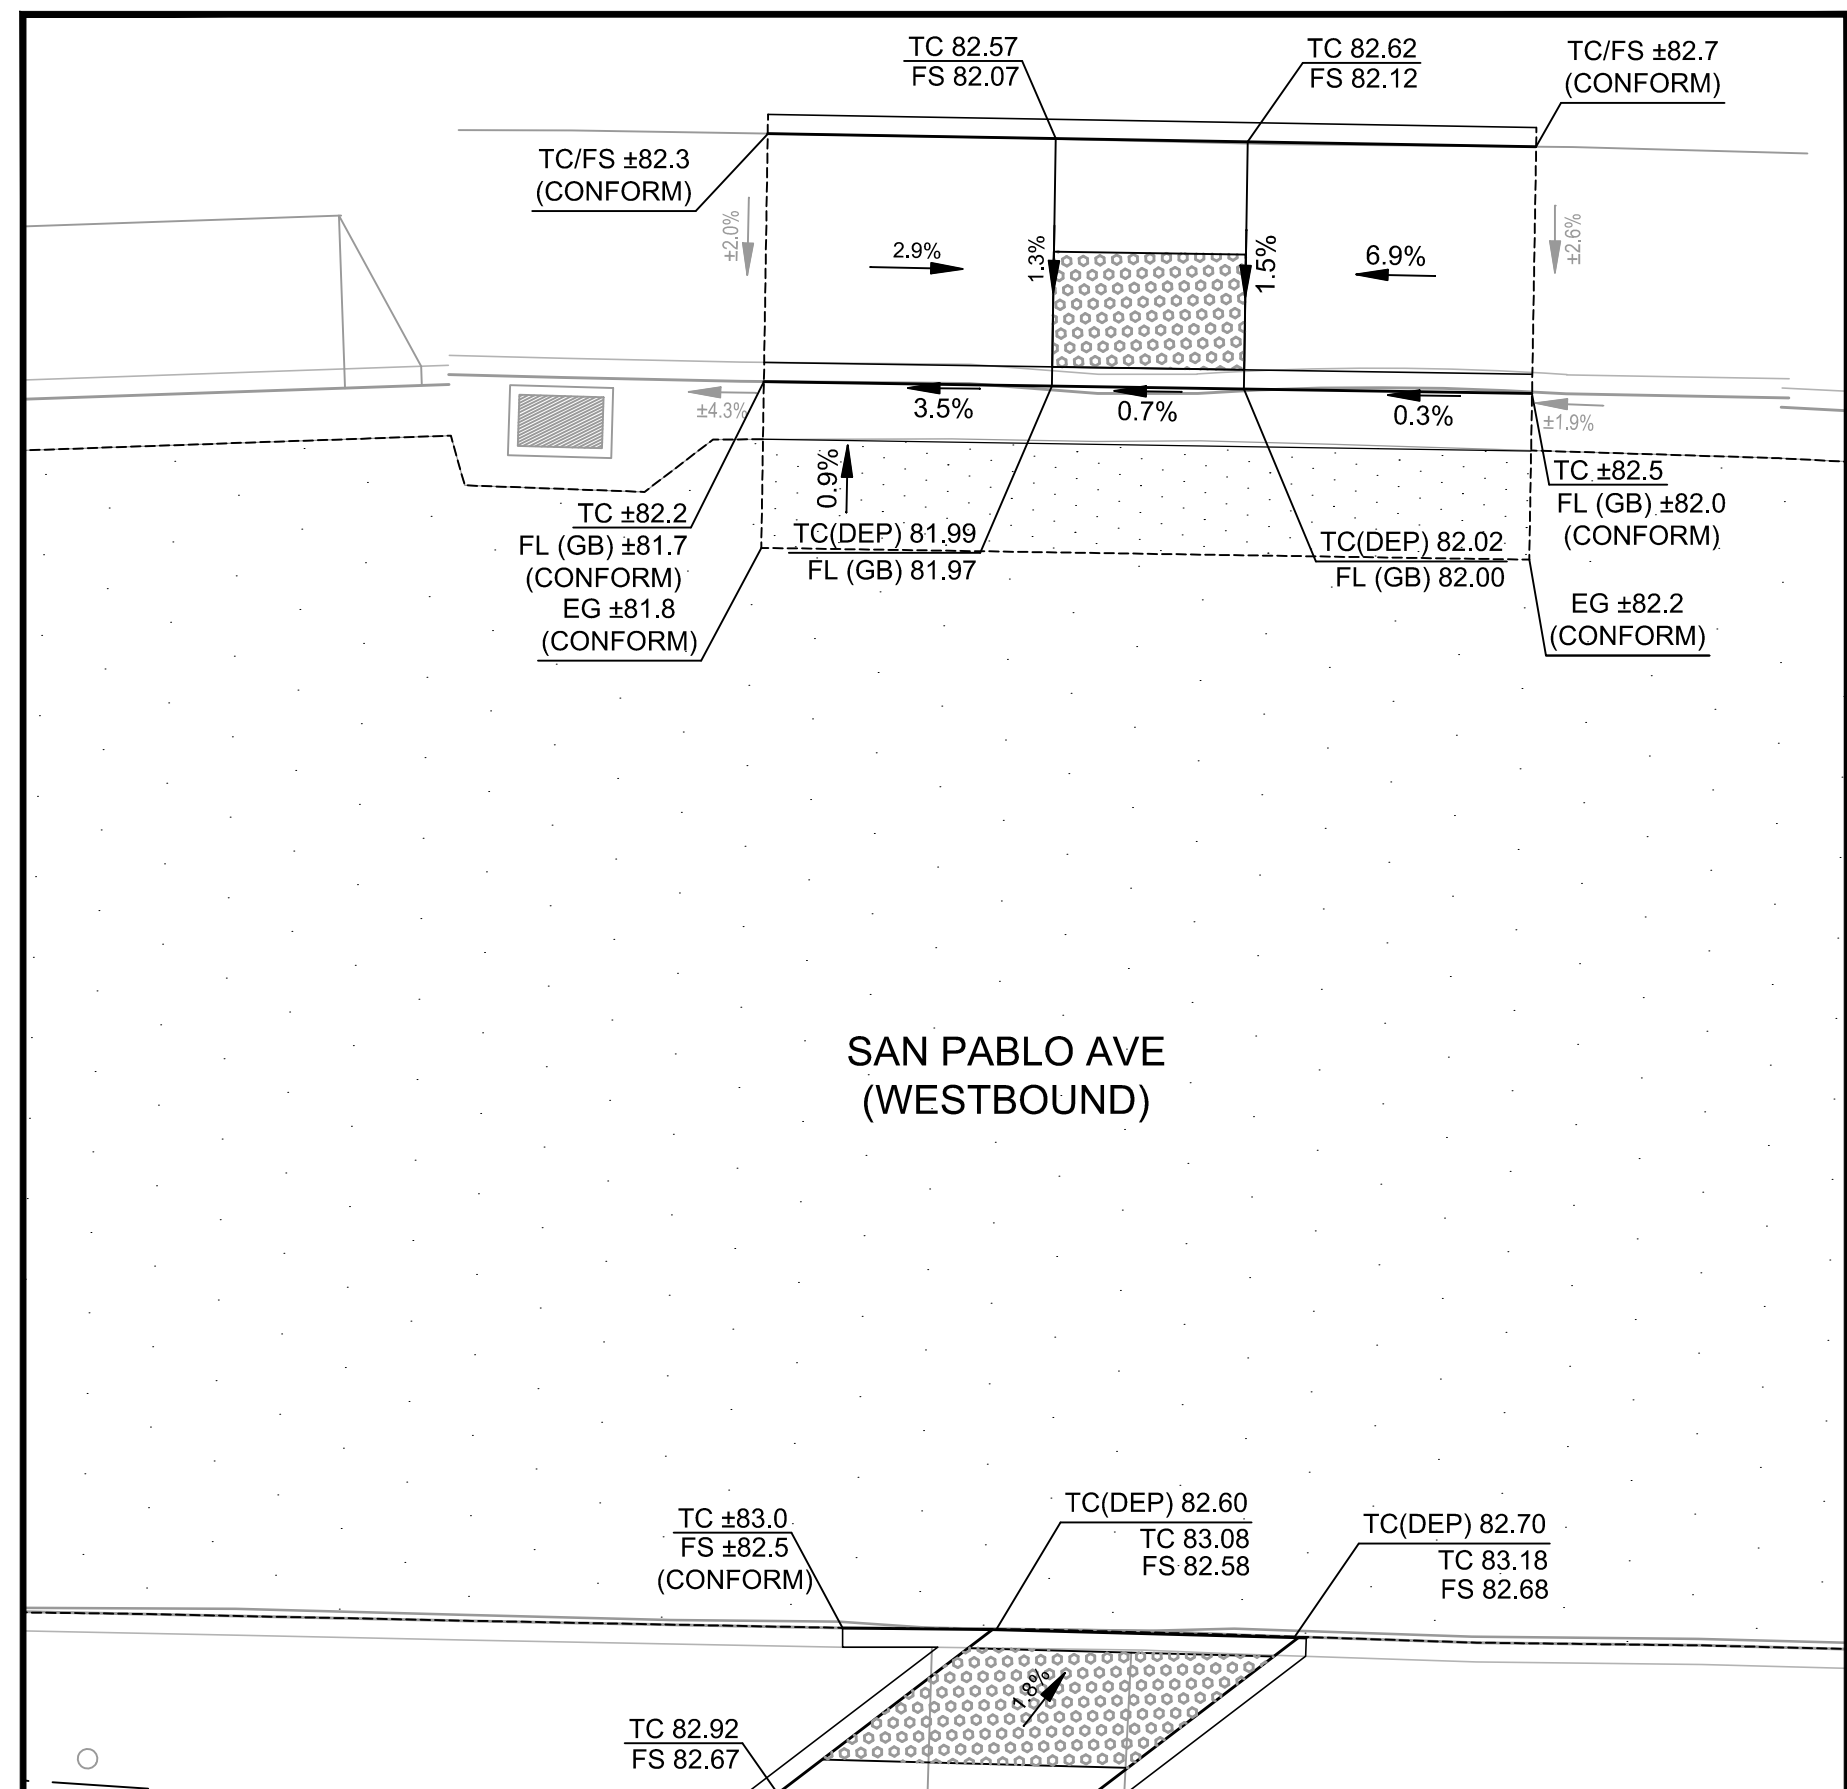 TC 82.57
FS 82.07
TC 82.62
FS 82.12
TC/FS ±82.7
(CONFORM)
TC/FS ±82.3
(CONFORM)
±2.0%
2.9%
1.3%
1.5%
6.9%
±2.6%
±4.3%
3.5%
0.7%
0.3%
±1.9%
0.9%
TC ±82.2
FL (GB) ±81.7
(CONFORM)
EG ±81.8
(CONFORM)
TC(DEP) 81.99
FL (GB) 81.97
TC(DEP) 82.02
FL (GB) 82.00
TC ±82.5
FL (GB) ±82.0
(CONFORM)
EG ±82.2
(CONFORM)
SAN PABLO AVE
(WESTBOUND)
TC ±83.0
FS ±82.5
(CONFORM)
TC(DEP) 82.60
TC 83.08
FS 82.58
TC(DEP) 82.70
TC 83.18
FS 82.68
1.8%
TC 82.92
FS 82.67